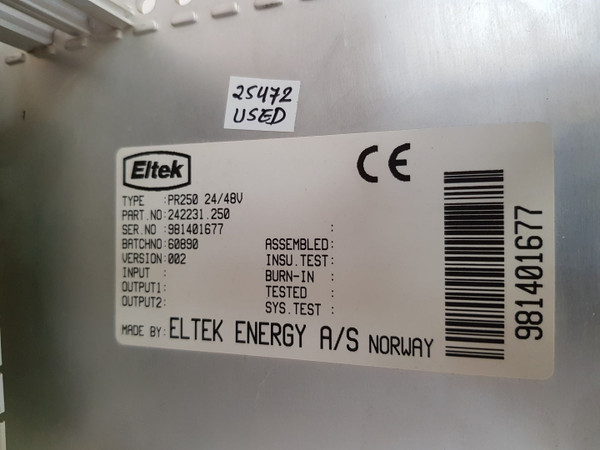 25472
USED
Eltek
CE
TYPE :PR250 24/48V
PART.NO:242231.250
SER.NO :981401677
BATCHNO:60890
VERSION:002
INPUT :
OUTPUT1:
OUTPUT2:
:
ASSEMBLED:
INSU.TEST:
BURN-IN :
TESTED :
SYS.TEST :
MADE BY: ELTEK ENERGY A/S NORWAY
981401677